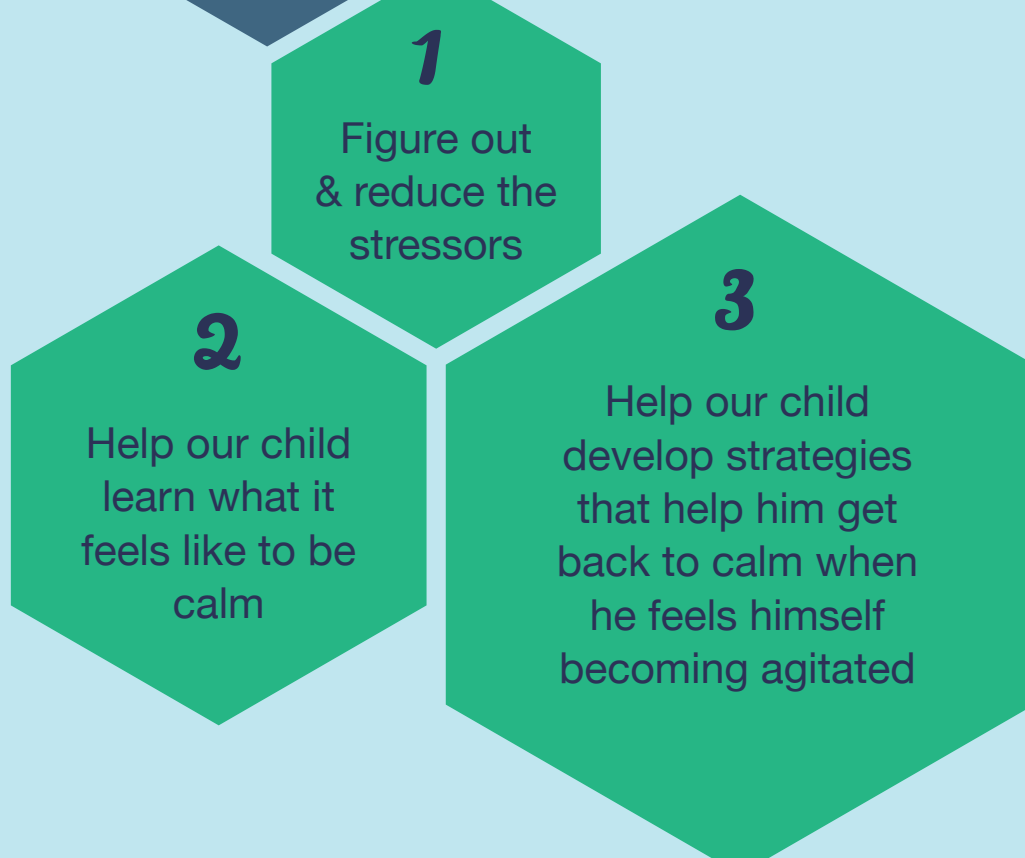 1
Figure out
& reduce the
stressors
2
Help our child
learn what it
feels like to be
calm
3
Help our child
develop strategies
that help him get
back to calm when
he feels himself
becoming agitated